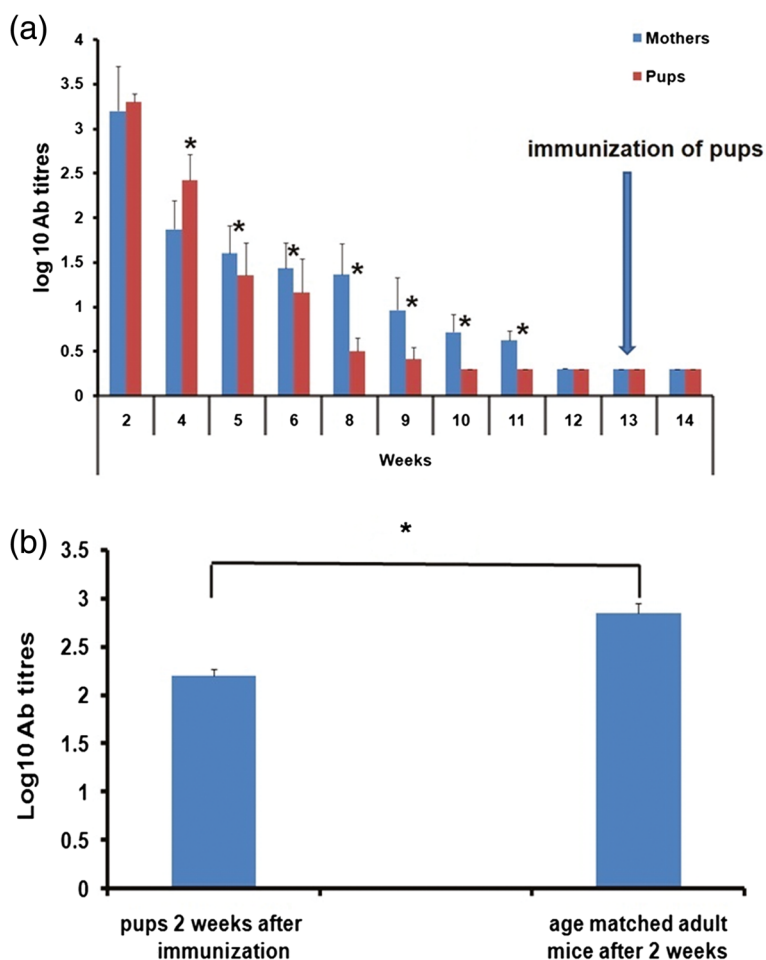 (a)
4
3.5
3
2.5
2
1.5
1
0.5
0
log 10 Ab titres
Mothers
Pups
immunization of pups
*
*
*
*
*
*
*
2 4 5 6 8 9 10 11 12 13 14
Weeks
(b)
3.5
3
2.5
2
1.5
1
0.5
0
Log10 Ab titres
*
pups 2 weeks after
immunization
age matched adult
mice after 2 weeks